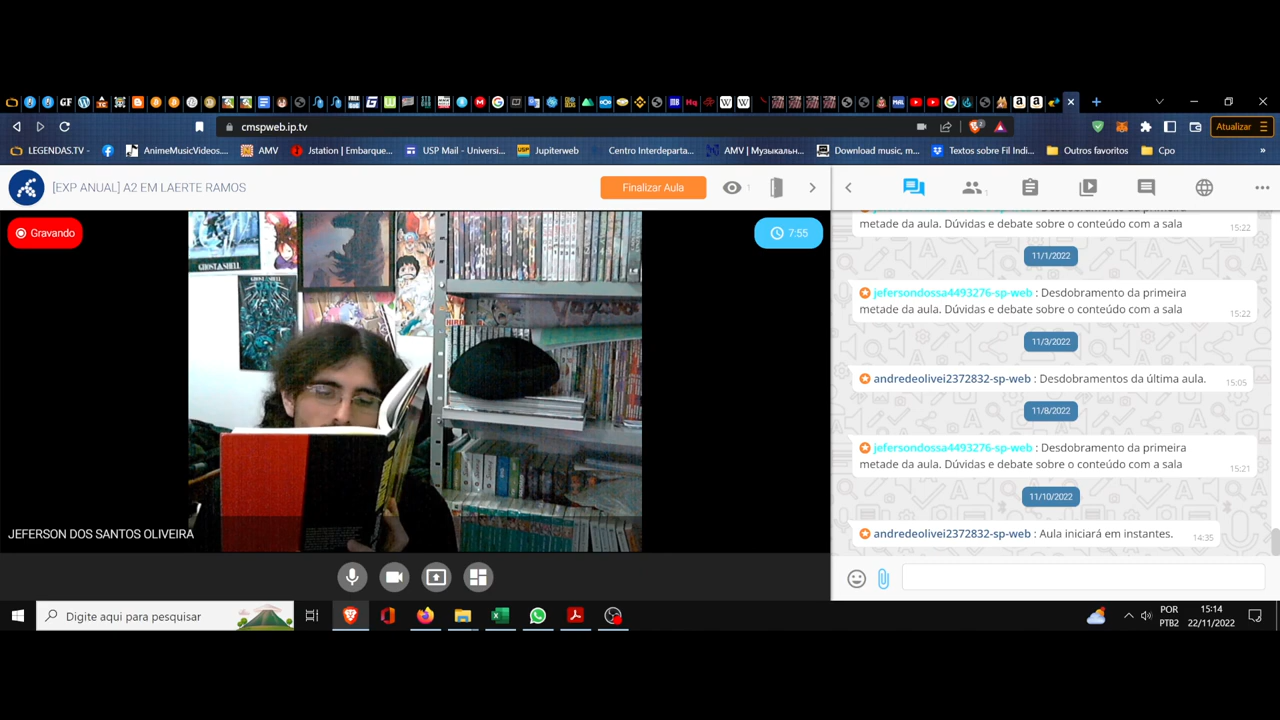 cmspweb.ip.tv
Atualizar
LEGENDAS.TV -
AnimeMusicVideos...
AMV
Jstation | Embarque...
USP Mail - Universi...
Jupiterweb
Centro Interdeparta...
AMV | Музыкальн...
Download music, m...
Textos sobre Fil Indi...
Outros favoritos
Cpo
[EXP ANUAL] A2 EM LAERTE RAMOS
Finalizar Aula
1
1
Gravando
7:55
GHOST IN THE SHELL
JEFERSON DOS SANTOS OLIVEIRA
metade da aula. Dúvidas e debate sobre o conteúdo com a sala
15:22
11/1/2022
jefersondossa4493276-sp-web : Desdobramento da primeira
metade da aula. Dúvidas e debate sobre o conteúdo com a sala
15:22
11/3/2022
andredeolivei2372832-sp-web : Desdobramentos da última aula.
15:05
11/8/2022
jefersondossa4493276-sp-web : Desdobramento da primeira
metade da aula. Dúvidas e debate sobre o conteúdo com a sala
15:21
11/10/2022
andredeolivei2372832-sp-web : Aula iniciará em instantes.
14:35
Digite aqui para pesquisar
POR
PTB2
15:14
22/11/2022